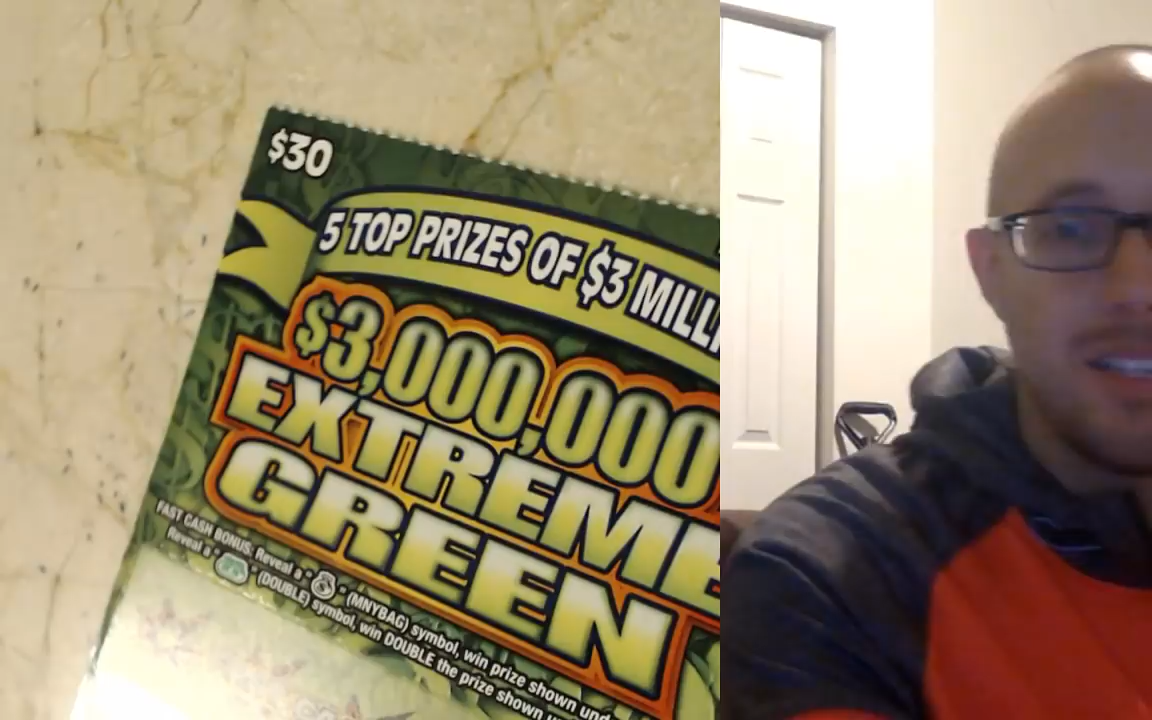 $30
5 TOP PRIZES OF $3 MILL
$3,000,000
EXTREME
GREEN
FAST CASH BONUS: Reveal a " " (MNYBAG) symbol, win prize shown und
Reveal a " " (DOUBLE) symbol, win DOUBLE the prize shown u